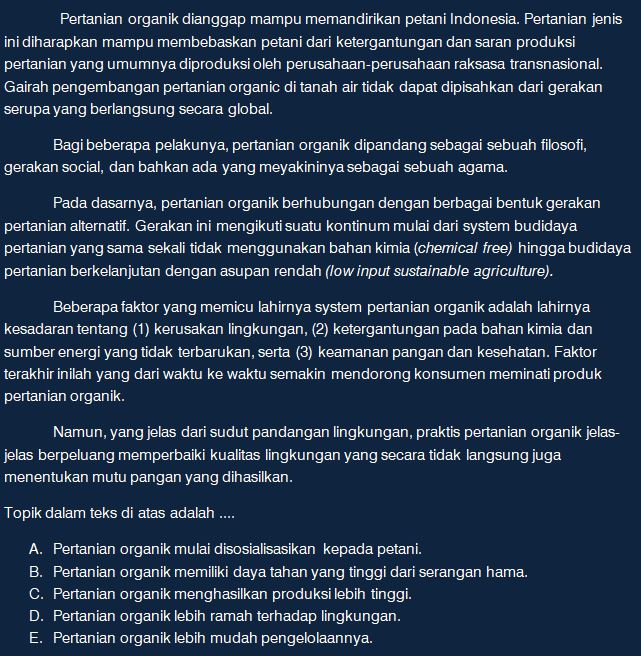 Pertanian organik dianggap mampu memandirikan petani Indonesia. Pertanian jenis
ini diharapkan mampu membebaskan petani dari ketergantungan dan saran produksi
pertanian yang umumnya diproduksi oleh perusahaan-perusahaan raksasa transnasional.
Gairah pengembangan pertanian organic di tanah air tidak dapat dipisahkan dari gerakan
serupa yang berlangsung secara global.
Bagi beberapa pelakunya, pertanian organik dipandang sebagai sebuah filosofi,
gerakan social, dan bahkan ada yang meyakininya sebagai sebuah agama.
Pada dasarnya, pertanian organik berhubungan dengan berbagai bentuk gerakan
pertanian alternatif. Gerakan ini mengikuti suatu kontinum mulai dari system budidaya
pertanian yang sama sekali tidak menggunakan bahan kimia (chemical free) hingga budidaya
pertanian berkelanjutan dengan asupan rendah (low input sustainable agriculture).
Beberapa faktor yang memicu lahirnya system pertanian organik adalah lahirnya
kesadaran tentang (1) kerusakan lingkungan, (2) ketergantungan pada bahan kimia dan
sumber energi yang tidak terbarukan, serta (3) keamanan pangan dan kesehatan. Faktor
terakhir inilah yang dari waktu ke waktu semakin mendorong konsumen meminati produk
pertanian organik.
Namun, yang jelas dari sudut pandangan lingkungan, praktis pertanian organik jelas-
jelas berpeluang memperbaiki kualitas lingkungan yang secara tidak langsung juga
menentukan mutu pangan yang dihasilkan.
Topik dalam teks di atas adalah ....
A. Pertanian organik mulai disosialisasikan kepada petani.
B. Pertanian organik memiliki daya tahan yang tinggi dari serangan hama.
C. Pertanian organik menghasilkan produksi lebih tinggi.
D. Pertanian organik lebih ramah terhadap lingkungan.
E. Pertanian organik lebih mudah pengelolaannya.